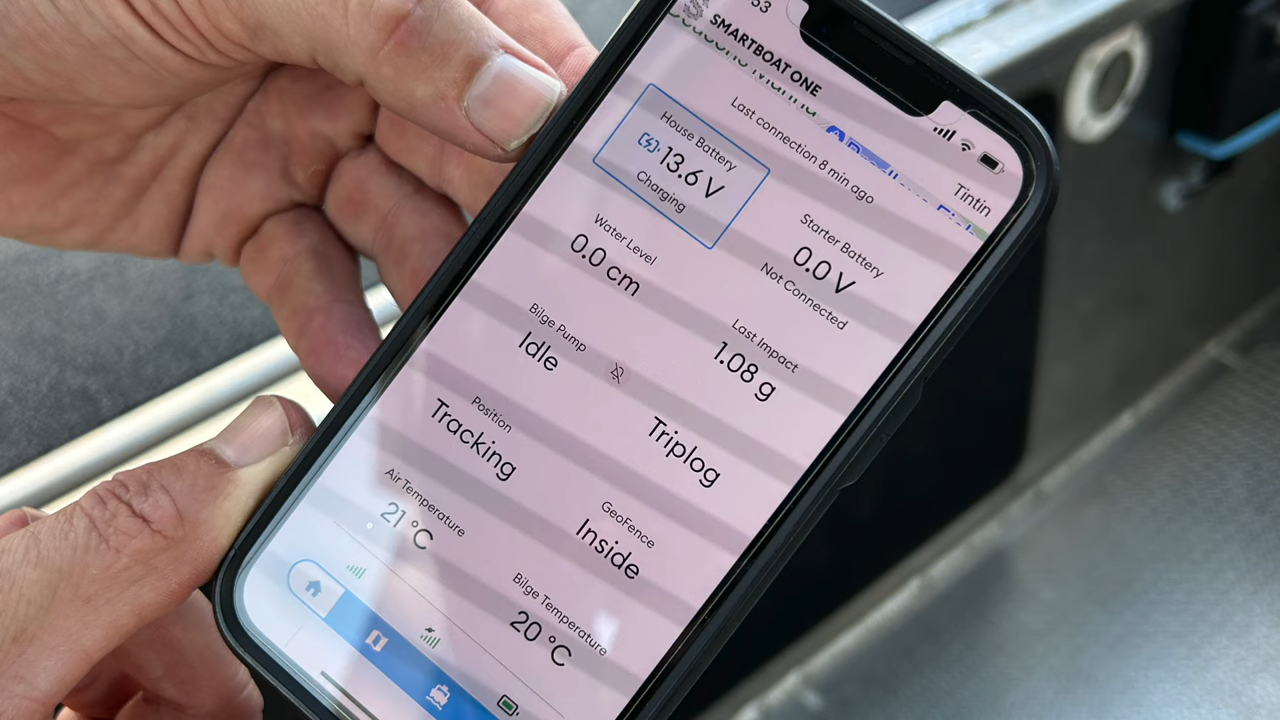 53
SMARTBOAT ONE
Tintin
Last connection 8 min ago
House Battery
13.6 V
Charging
Starter Battery
0.0 V
Not Connected
Water Level
0.0 cm
Last Impact
1.08 g
Bilge Pump
Idle
Triplog
Position
Tracking
GeoFence
Inside
Air Temperature
21 °C
Bilge Temperature
20 °C